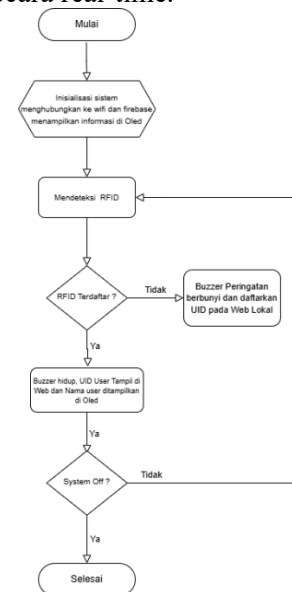 Mulai
Inisialisasi sistem
menghubungkan ke wifi dan firebase
menampilkan informasi di Oled
Mendeteksi RFID
RFID Terdaftar ?
Tidak
Buzzer Peringatan
berbunyi dan daftarkan
UID pada Web Lokal
Ya
Buzzer hidup, UID User Tampil di
Web dan Nama user ditampilkan
di Oled
Ya
System Off ?
Tidak
Ya
Selesai